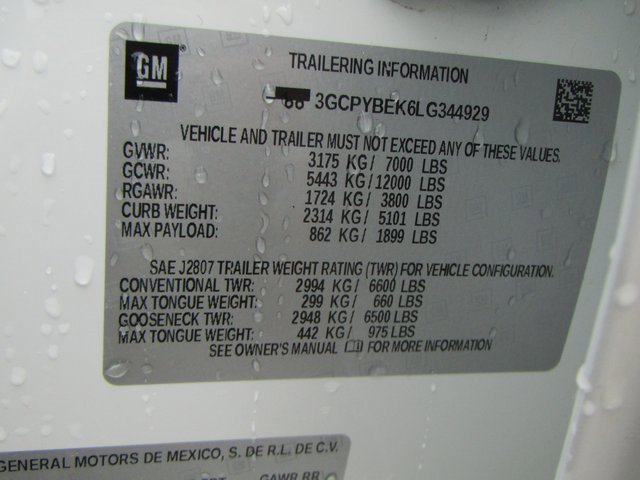 GM
TRAILERING INFORMATION
3GCPYBEK6LG344929
VEHICLE AND TRAILER MUST NOT EXCEED ANY OF THESE VALUES.
GVWR: 3175 KG / 7000 LBS
GCWR: 5443 KG / 12000 LBS
RGAWR: 1724 KG / 3800 LBS
CURB WEIGHT: 2314 KG / 5101 LBS
MAX PAYLOAD: 862 KG / 1899 LBS
SAE J2807 TRAILER WEIGHT RATING (TWR) FOR VEHICLE CONFIGURATION.
CONVENTIONAL TWR: 2994 KG / 6600 LBS
MAX TONGUE WEIGHT: 299 KG / 660 LBS
GOOSENECK TWR: 2948 KG / 6500 LBS
MAX TONGUE WEIGHT: 442 KG / 975 LBS
SEE OWNER'S MANUAL FOR MORE INFORMATION
GENERAL MOTORS DE MEXICO, S. DE R.L. DE C.V.
GAWR RR